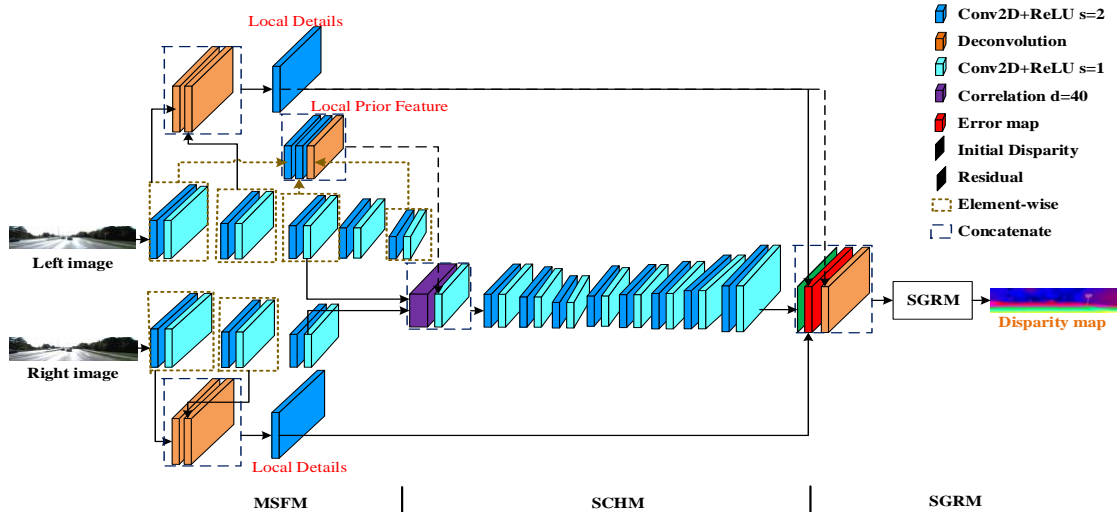 Local Details
Local Prior Feature
Left image
Right image
Local Details
Conv2D+ReLU s=2
Deconvolution
Conv2D+ReLU s=1
Correlation d=40
Error map
Initial Disparity
Residual
Element-wise
Concatenate
SGRM
Disparity map
MSFM
SCHM
SGRM